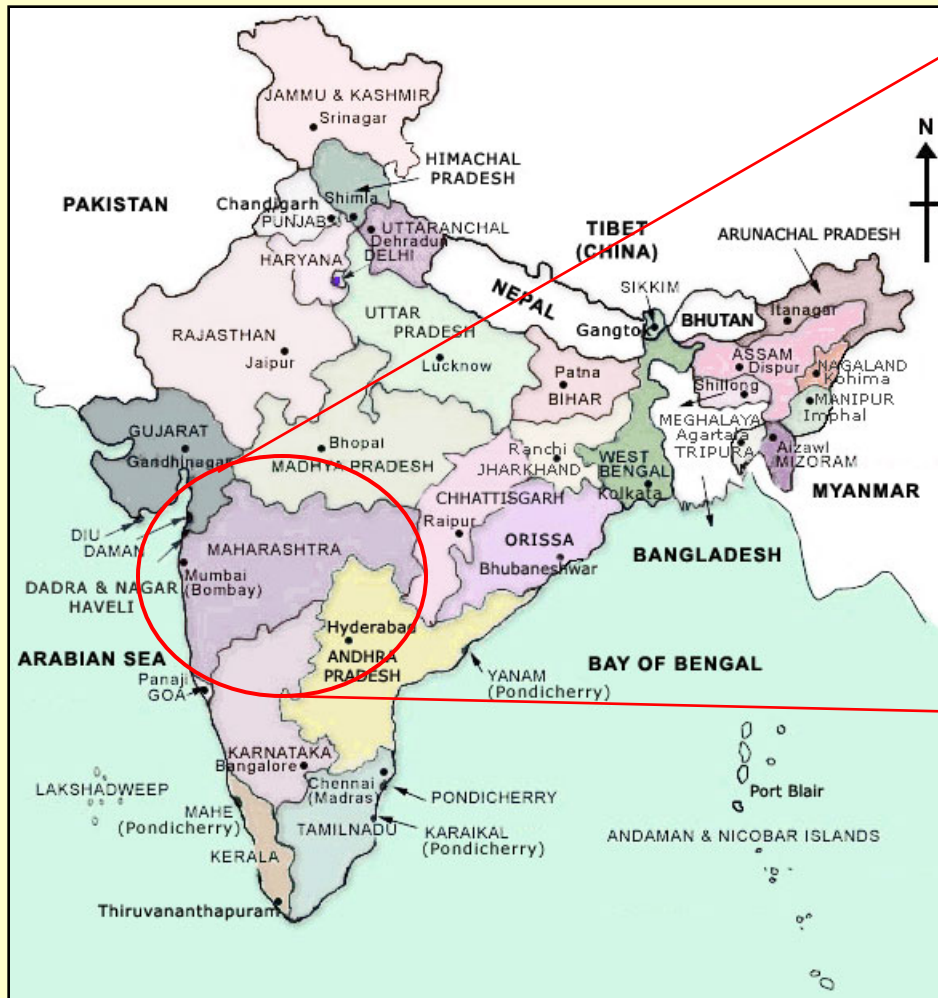 JAMMU & KASHMIR
Srinagar
N
HIMACHAL
PRADESH
PAKISTAN
Chandigarh
Shimla
PUNJAB
UTTARANCHAL
Dehradun
TIBET
(CHINA)
ARUNACHAL PRADESH
HARYANA
DELHI
NEPAL
SIKKIM
Gangtok
BHUTAN
Itanagar
RAJASTHAN
Jaipur
UTTAR
PRADESH
Lucknow
Patna
BIHAR
ASSAM
Dispur
NAGALAND
Kohima
Shillong
MANIPUR
Imphal
MEGHALAYA
Agartala
TRIPURA
Aizawl
MIZORAM
GUJARAT
Gandhinagar
Bhopal
MADHYA PRADESH
Ranchi
JHARKHAND
WEST
BENGAL
Kolkata
MYANMAR
CHHATTISGARH
Raipur
DIU
DAMAN
MAHARASHTRA
ORISSA
Bhubaneshwar
BANGLADESH
DADRA & NAGAR
HAVELI
Mumbai
(Bombay)
Hyderabad
ANDHRA
PRADESH
ARABIAN SEA
BAY OF BENGAL
YANAM
(Pondicherry)
Panaji
GOA
KARNATAKA
Bangalore
LAKSHADWEEP
Chennai
(Madras)
PONDICHERRY
Port Blair
MAHE
(Pondicherry)
TAMILNADU
KARAIKAL
(Pondicherry)
ANDAMAN & NICOBAR ISLANDS
KERALA
Thiruvananthapuram